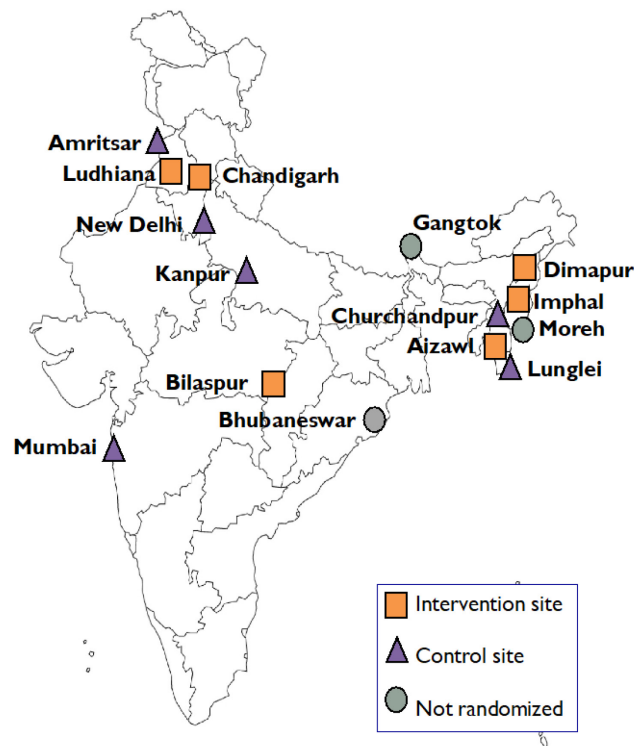 Amritsar
Ludhiana
Chandigarh
New Delhi
Gangtok
Kanpur
Dimapur
Imphal
Churchandpur
Moreh
Aizawl
Lunglei
Bilaspur
Bhubaneswar
Mumbai
Intervention site
Control site
Not randomized